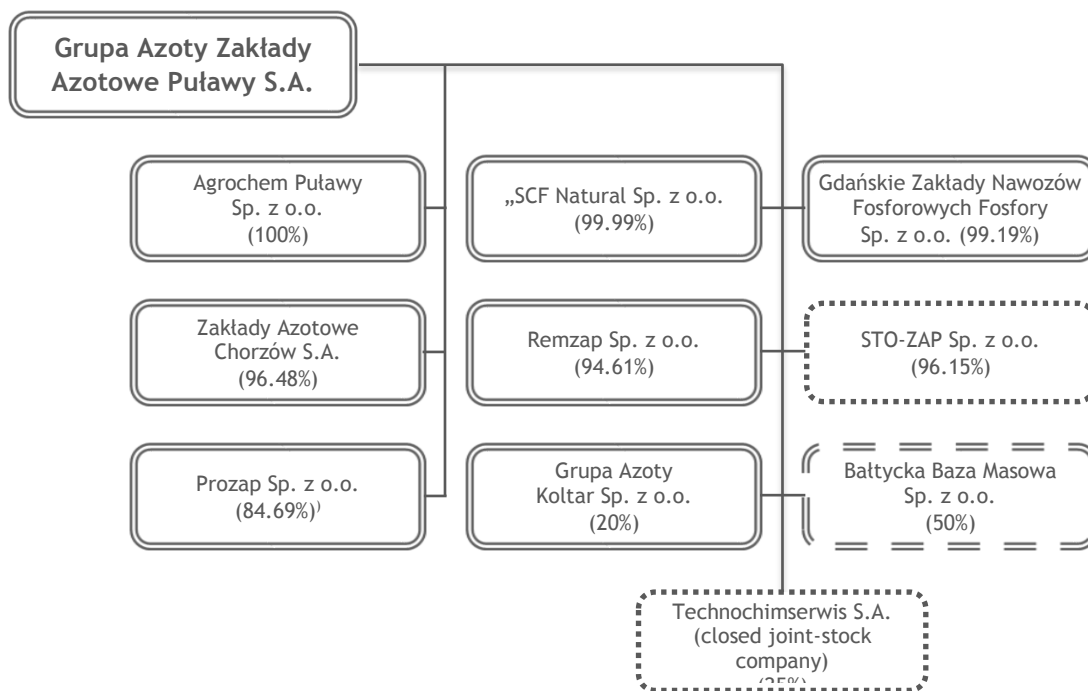 Grupa Azoty Zakłady
Azotowe Puławy S.A.
Agrochem Puławy
Sp. z o.o.
(100%)
„SCF Natural Sp. z o.o.
(99.99%)
Gdańskie Zakłady Nawozów
Fosforowych Fosfory
Sp. z o.o. (99.19%)
Zakłady Azotowe
Chorzów S.A.
(96.48%)
Remzap Sp. z o.o.
(94.61%)
STO-ZAP Sp. z o.o.
(96.15%)
Prozap Sp. z o.o.
(84.69%)⁾
Grupa Azoty
Koltar Sp. z o.o.
(20%)
Bałtycka Baza Masowa
Sp. z o.o.
(50%)
Technochimserwis S.A.
(closed joint-stock
company)